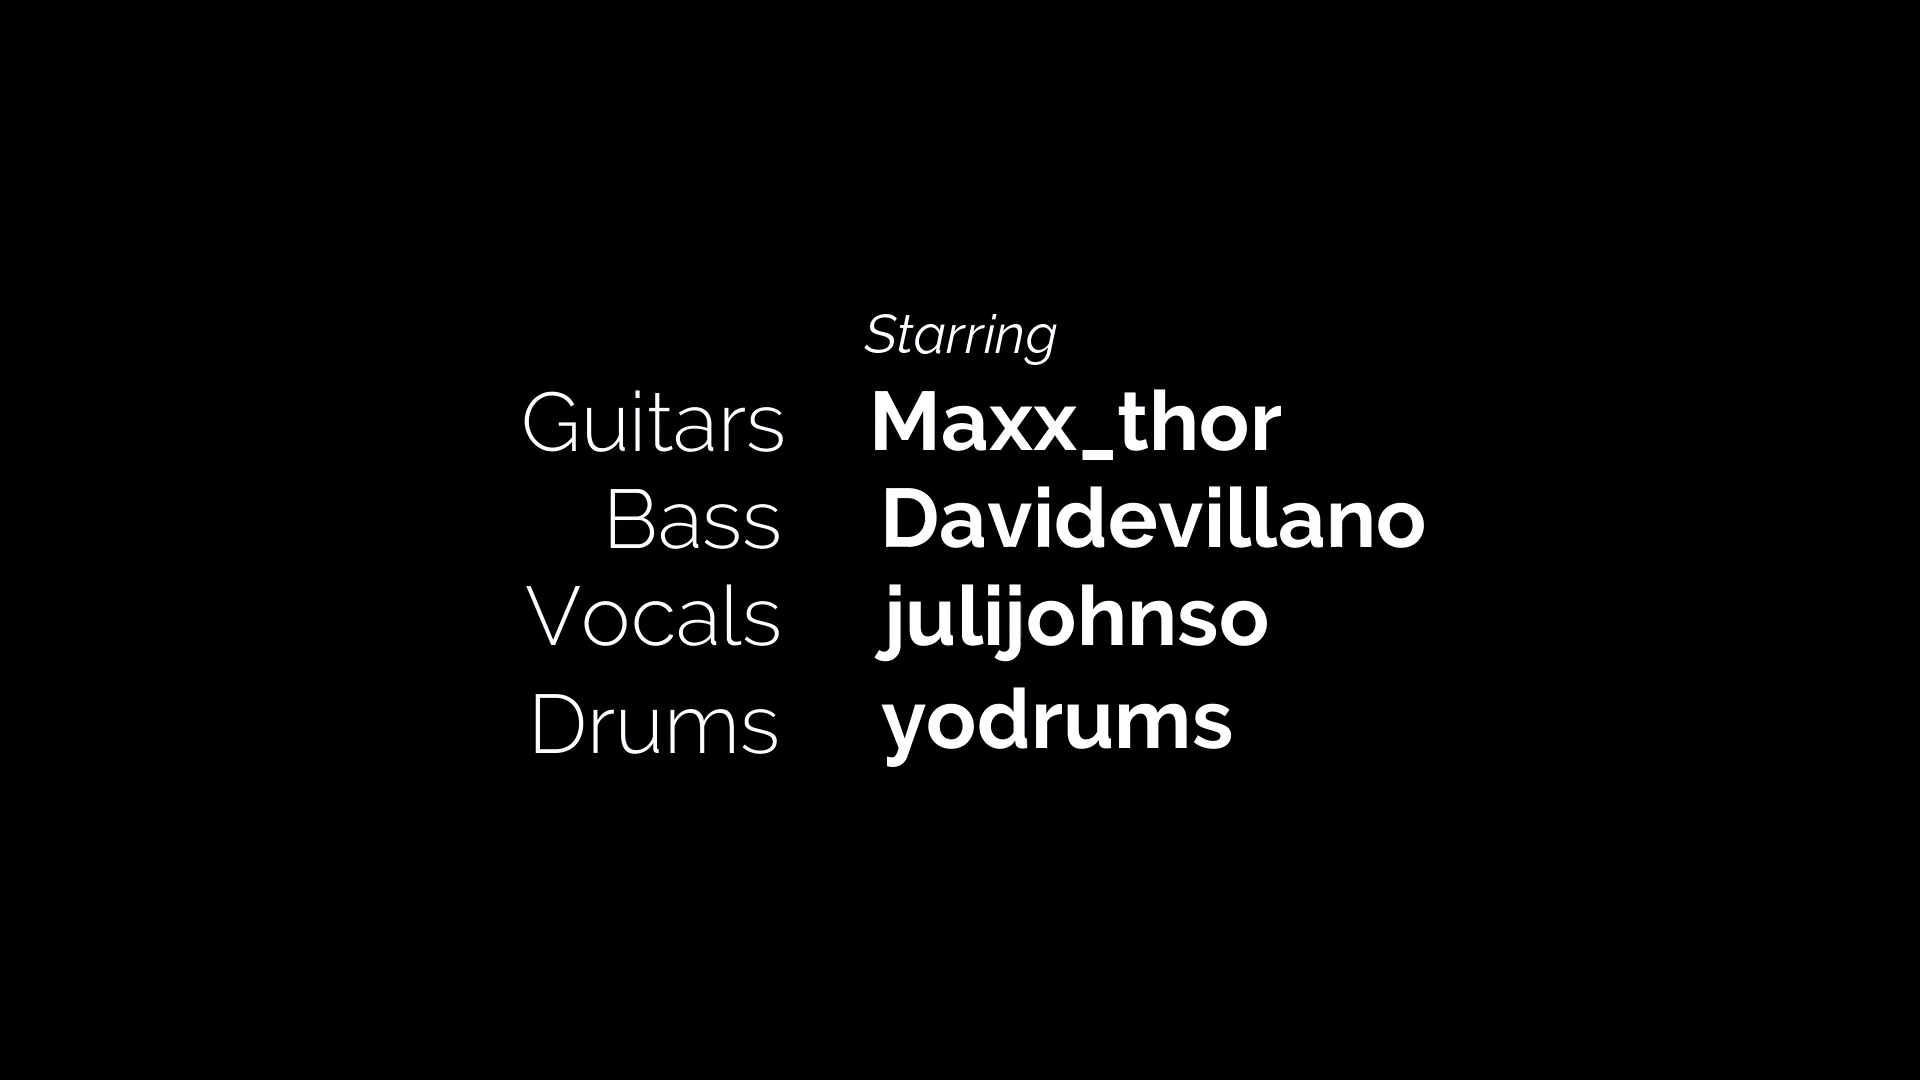 Starring
Guitars Maxx_thor
Bass Davidevillano
Vocals julijohnso
Drums yodrums